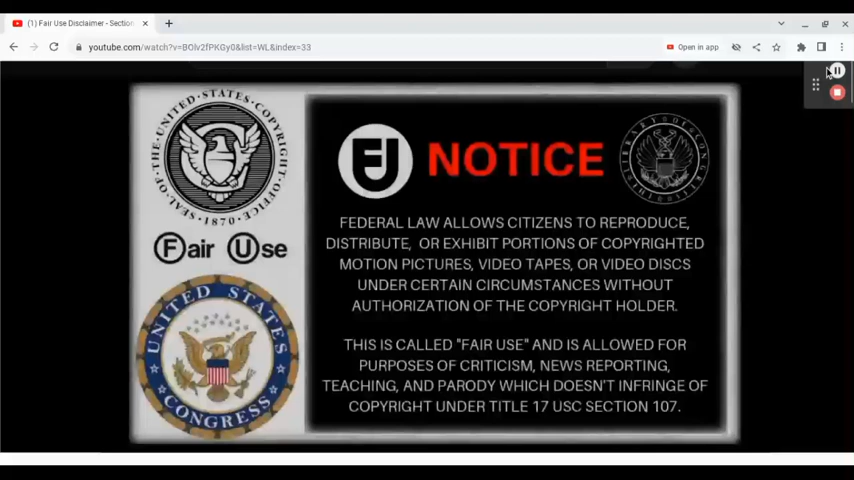 (1) Fair Use Disclaimer - Section
youtube.com/watch?v=BOlv2fPKGy0&list=WL&index=33
Open in app
SEAL OF THE UNITED STATES COPYRIGHT OFFICE
1870
Fair Use
UNITED STATES
CONGRESS
FU
NOTICE
LIBRARY OF CONGRESS
FEDERAL LAW ALLOWS CITIZENS TO REPRODUCE,
DISTRIBUTE, OR EXHIBIT PORTIONS OF COPYRIGHTED
MOTION PICTURES, VIDEO TAPES, OR VIDEO DISCS
UNDER CERTAIN CIRCUMSTANCES WITHOUT
AUTHORIZATION OF THE COPYRIGHT HOLDER.
THIS IS CALLED "FAIR USE" AND IS ALLOWED FOR
PURPOSES OF CRITICISM, NEWS REPORTING,
TEACHING, AND PARODY WHICH DOESN'T INFRINGE OF
COPYRIGHT UNDER TITLE 17 USC SECTION 107.